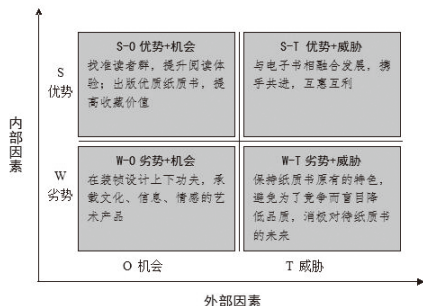 S-O 优势+机会
找准读者群，提升阅读体
验；出版优质纸质书，提
高收藏价值
S-T 优势+威胁
与电子书相融合发展，携
手共进，互惠互利
S
优势
内部因素
W
劣势
W-O 劣势+机会
在装帧设计上下功夫，承
载文化、信息、情感的艺
术产品
W-T 劣势+威胁
保持纸质书原有的特色，
避免为了竞争而盲目降
低品质，消极对待纸质书
的未来
O 机会
T 威胁
外部因素